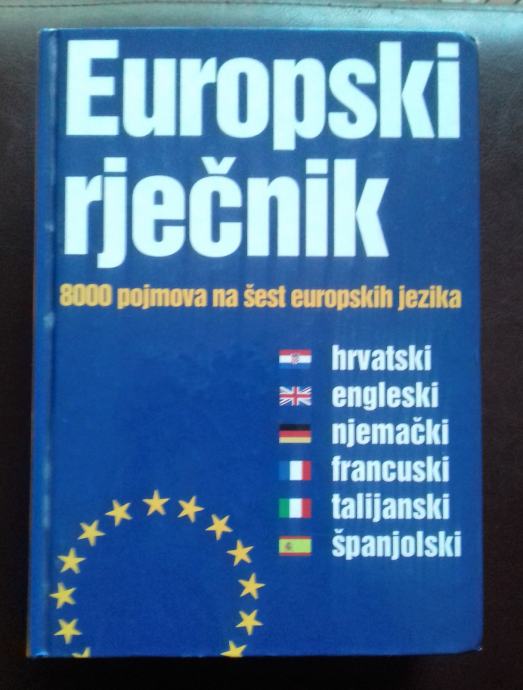 Europski
rječnik
8000 pojmova na šest europskih jezika
hrvatski
engleski
njemački
francuski
talijanski
španjolski